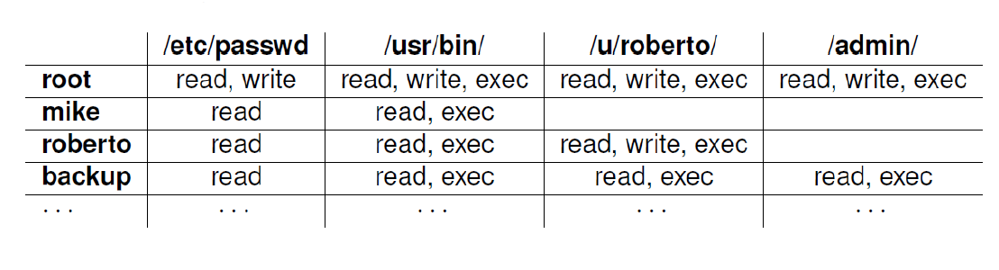 /etc/passwd /usr/bin/ /u/roberto/ /admin/
root read, write read, write, exec read, write, exec read, write, exec
mike read read, exec
roberto read read, exec read, write, exec
backup read read, exec read, exec read, exec
. . . . . . . . . . . . . . .